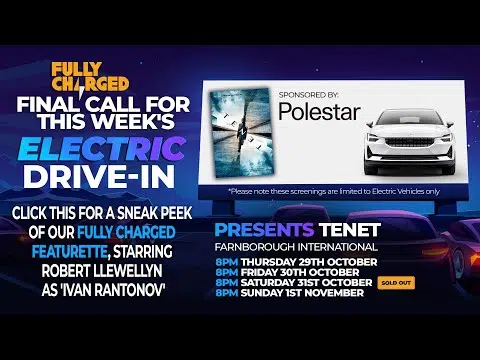 FULLY
CHARGED
FINAL CALL FOR
THIS WEEK'S
ELECTRIC
DRIVE-IN
CLICK THIS FOR A SNEAK PEEK
OF OUR FULLY CHARGED
FEATURETTE, STARRING
ROBERT LLEWELLYN
AS 'IVAN RANTONOV'
SPONSORED BY:
Polestar
*Please note these screenings are limited to Electric Vehicles only
PRESENTS TENET
FARNBOROUGH INTERNATIONAL
8PM THURSDAY 29TH OCTOBER
8PM FRIDAY 30TH OCTOBER
8PM SATURDAY 31ST OCTOBER SOLD OUT
8PM SUNDAY 1ST NOVEMBER